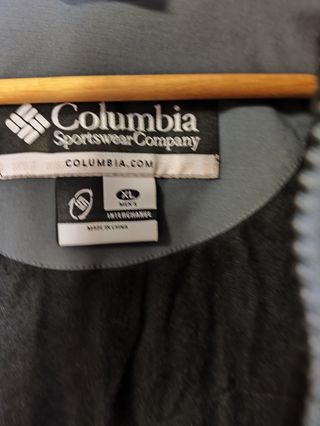 Columbia
Sportswear Company
COLUMBIA.COM
XL
MEN'S
INTERCHANGE
MADE IN CHINA